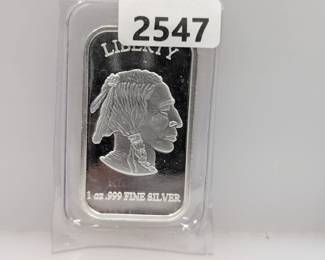 2547
LIBERTY
1 oz .999 FINE SILVER